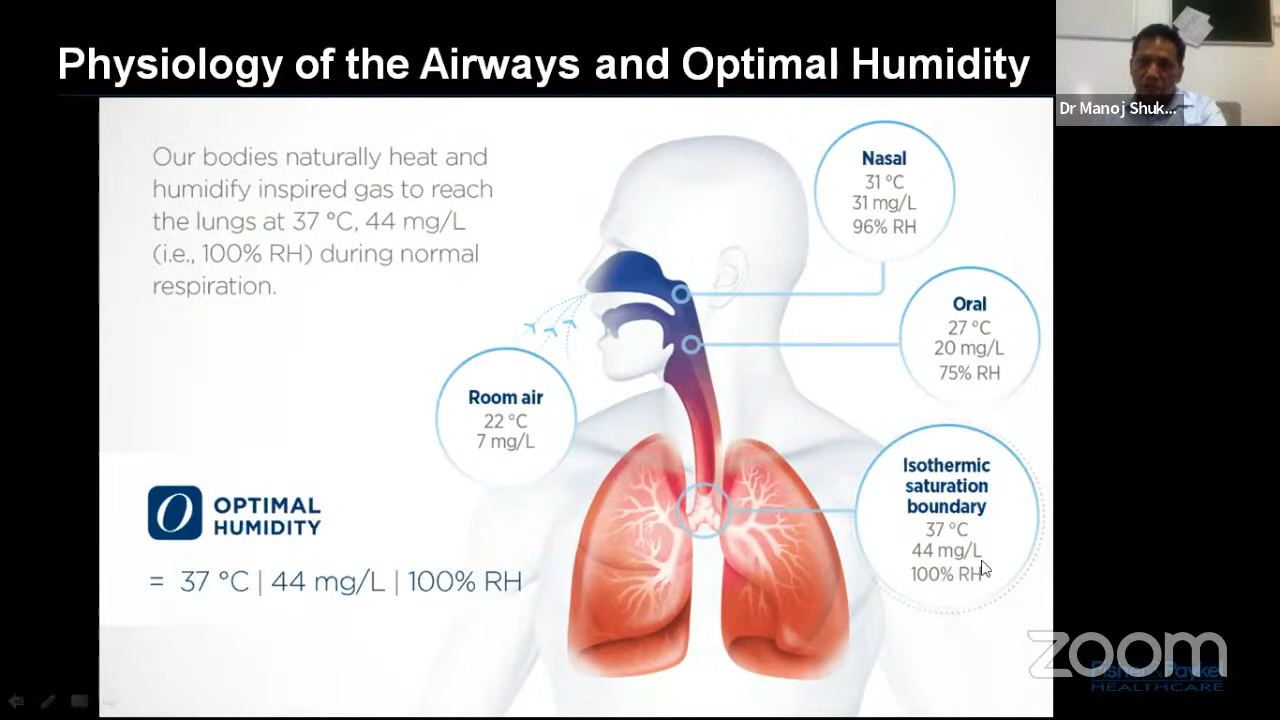 Physiology of the Airways and Optimal Humidity
Dr Manoj Shuk...
Our bodies naturally heat and
humidify inspired gas to reach
the lungs at 37 °C, 44 mg/L
(i.e., 100% RH) during normal
respiration.
Nasal
31 °C
31 mg/L
96% RH
Oral
27 °C
20 mg/L
75% RH
Room air
22 °C
7 mg/L
Isothermic
saturation
boundary
37 °C
44 mg/L
100% RH
O OPTIMAL
HUMIDITY
= 37 °C | 44 mg/L | 100% RH
zoom
Fisher & Paykel
HEALTHCARE